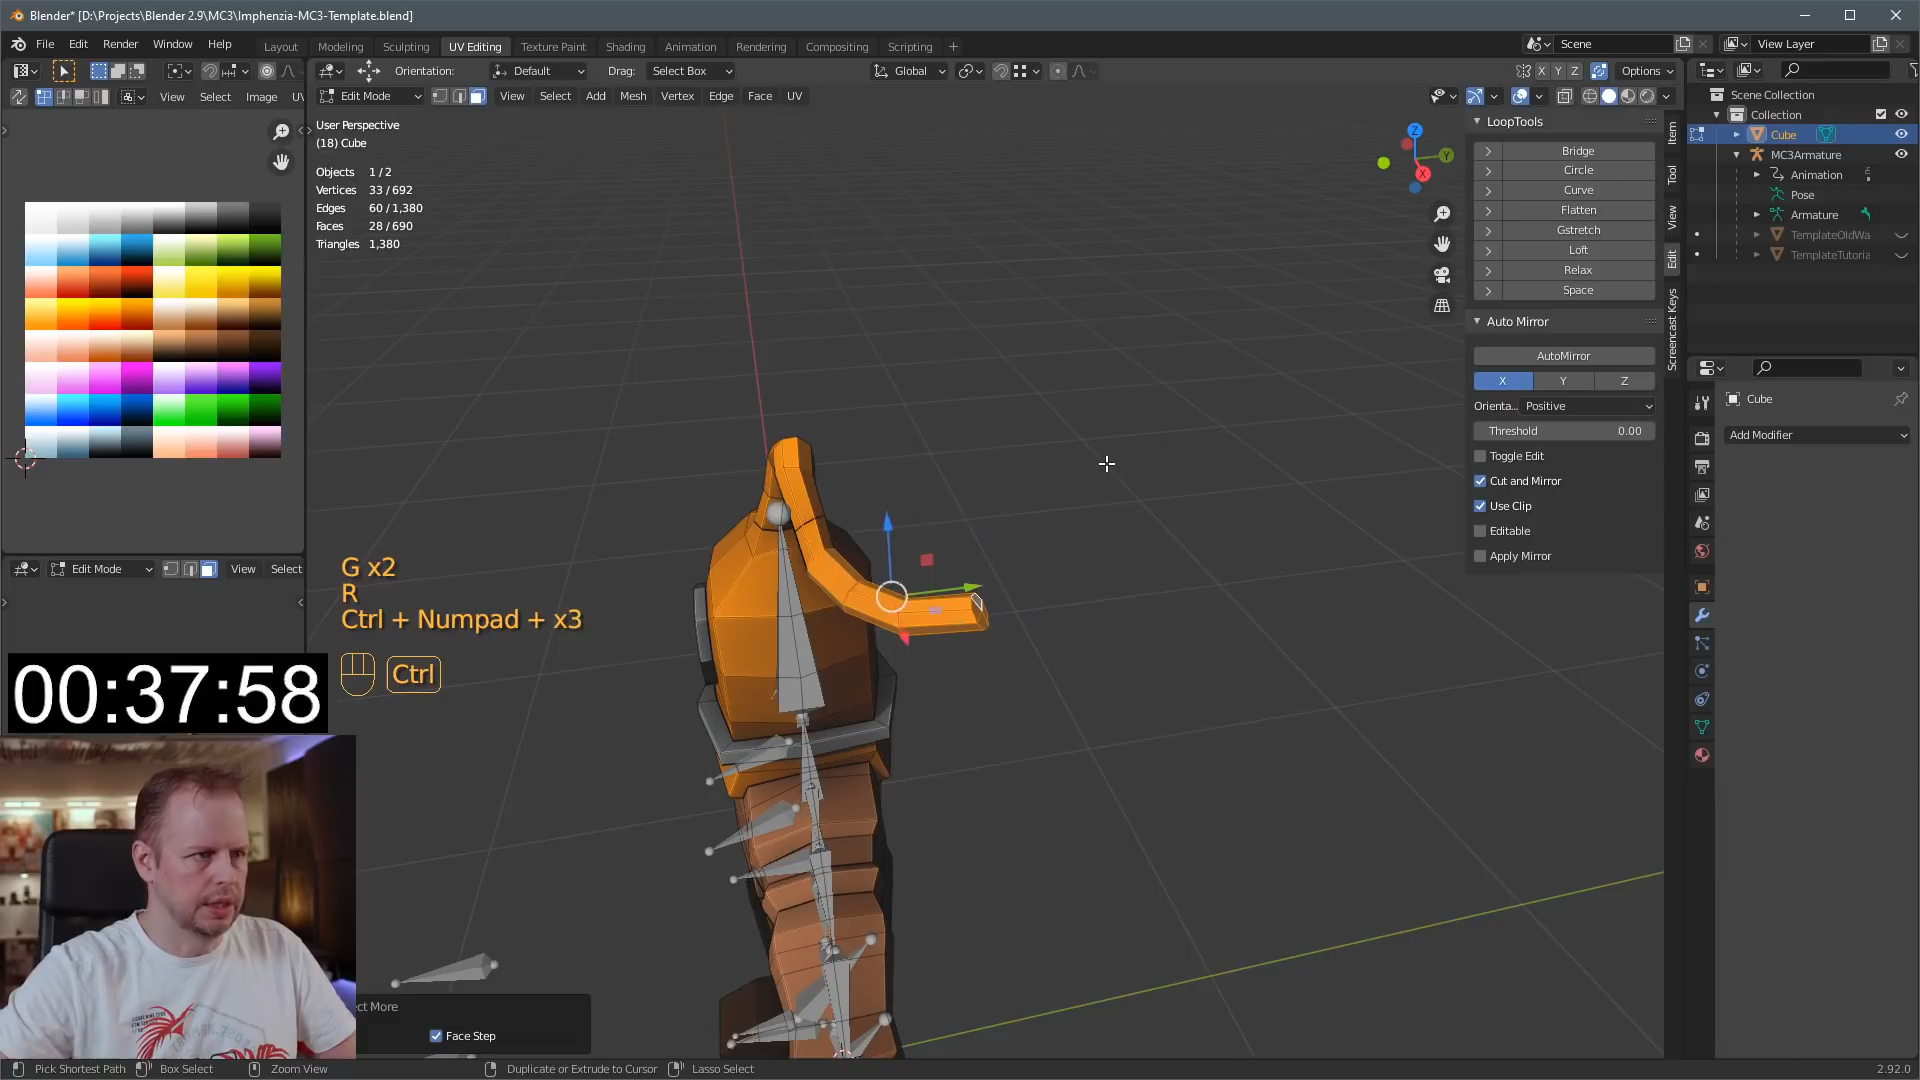 Blender* [D:\Projects\Blender 2.9\MC3\Imphenzia-MC3-Template.blend]
File Edit Render Window Help Layout Modeling Sculpting UV Editing Texture Paint Shading Animation Rendering Compositing Scripting + Scene View Layer
Orientation: Default Drag: Select Box Global X Y Z Options
View Select Image UV Edit Mode View Select Add Mesh Vertex Edge Face UV
User Perspective
(18) Cube
Objects 1 / 2
Vertices 33 / 692
Edges 60 / 1,380
Faces 28 / 690
Triangles 1,380
Z
Y
X
LoopTools
Bridge
Circle
Curve
Flatten
Gstretch
Loft
Relax
Space
Auto Mirror
AutoMirror
X Y Z
Orienta... Positive
Threshold 0.00
Toggle Edit
Cut and Mirror
Use Clip
Editable
Apply Mirror
Item
Tool
View
Edit
Screencast Keys
Scene Collection
Collection
Cube
MC3Armature
Animation
Pose
Armature
TemplateOldWa
TemplateTutoria
Cube
Add Modifier
Edit Mode View Select
G x2
R
Ctrl + Numpad + x3
Ctrl
00:37:58
ect More
Face Step
Pick Shortest Path Box Select Zoom View Duplicate or Extrude to Cursor Lasso Select 2.92.0